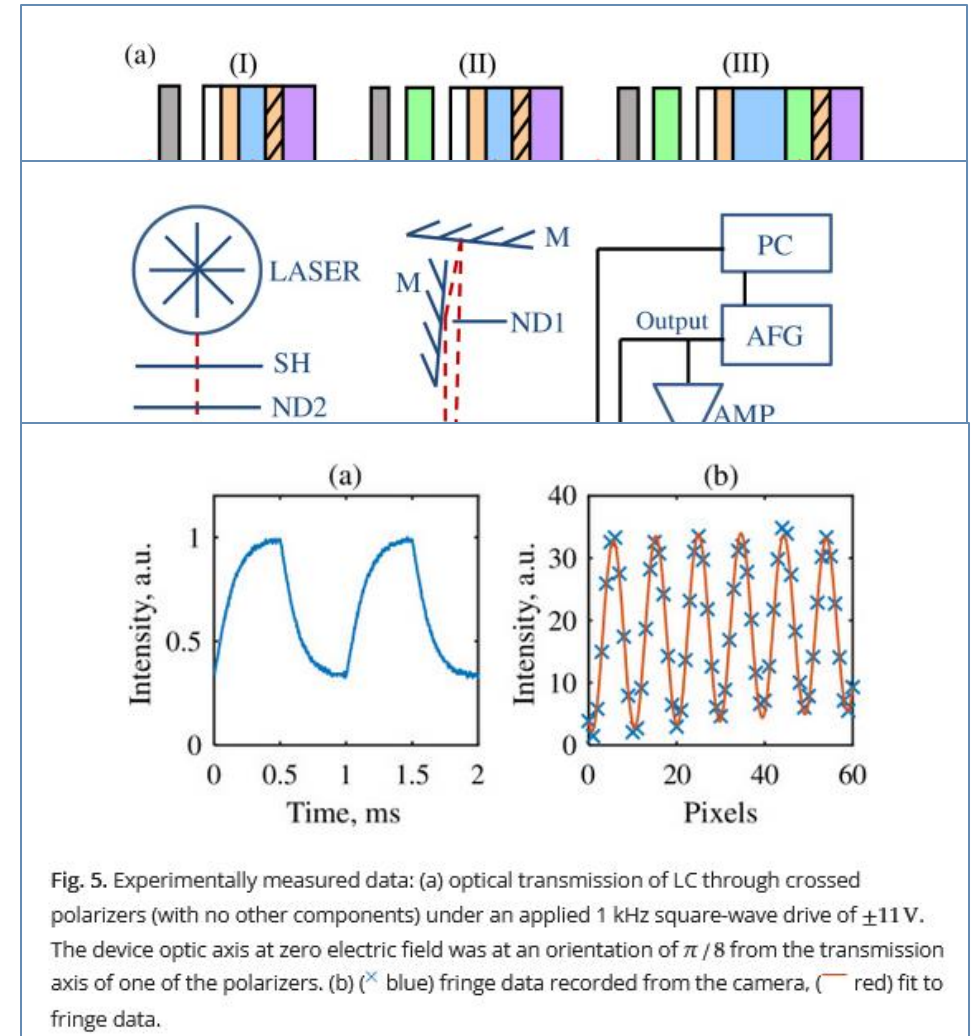 (a)
(I) (II) (III)
LASER
SH
ND2
M
M
ND1
PC
Output
AFG
AMP
(a)
Intensity, a.u.
1
0.5
0
0 0.5 1 1.5 2
Time, ms
(b)
Intensity, a.u.
40
30
20
10
0
0 20 40 60
Pixels
Fig. 5. Experimentally measured data: (a) optical transmission of LC through crossed
polarizers (with no other components) under an applied 1 kHz square-wave drive of ±11 V.
The device optic axis at zero electric field was at an orientation of π / 8 from the transmission
axis of one of the polarizers. (b) (× blue) fringe data recorded from the camera, (— red) fit to
fringe data.